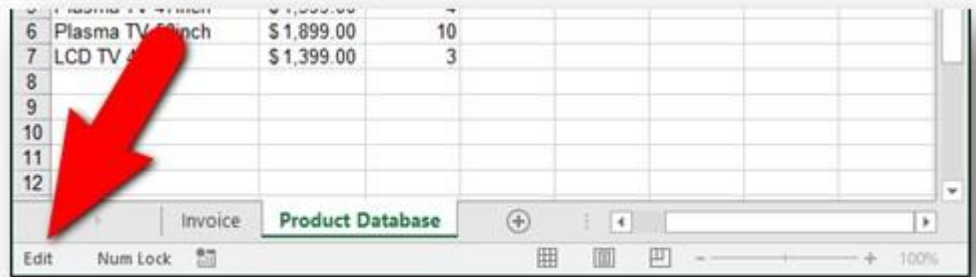 6 Plasma TV inch $1,899.00 10
7 LCD TV $1,399.00 3
8
9
10
11
12
Invoice Product Database
Edit Num Lock 100%